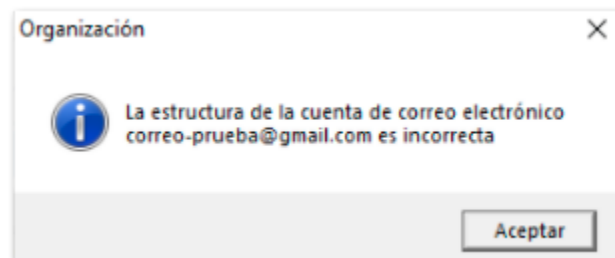 Organización
La estructura de la cuenta de correo electrónico
correo-prueba@gmail.com es incorrecta
Aceptar